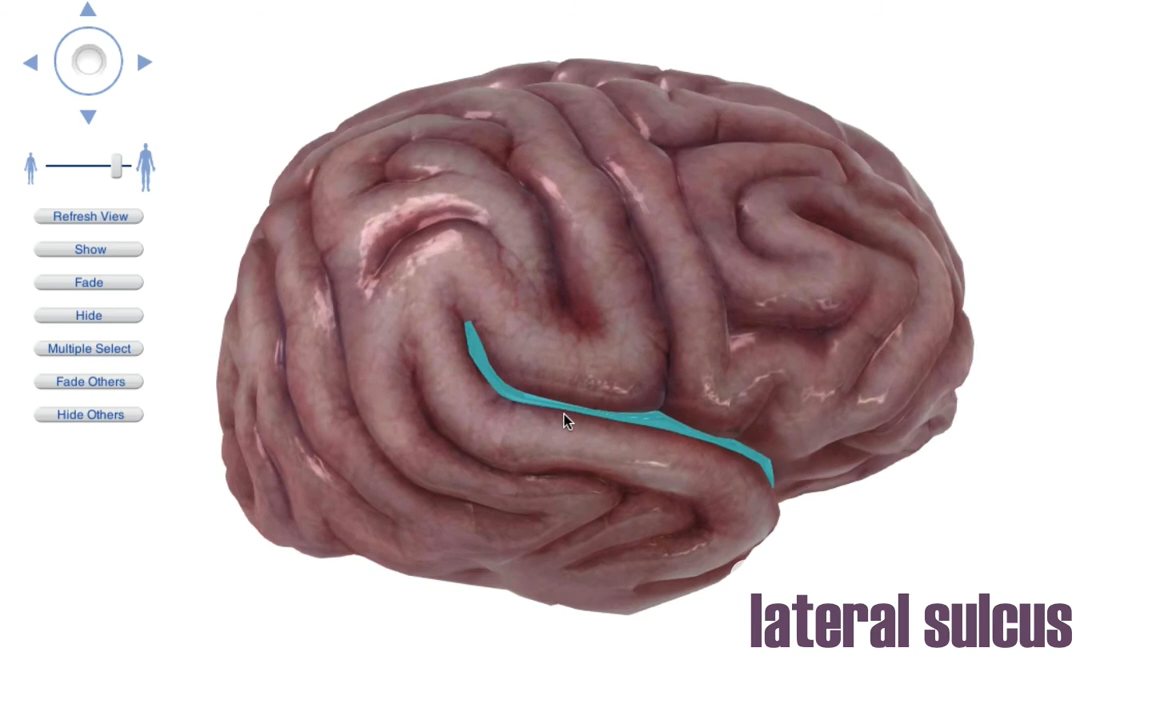 Refresh View
Show
Fade
Hide
Multiple Select
Fade Others
Hide Others
lateral sulcus